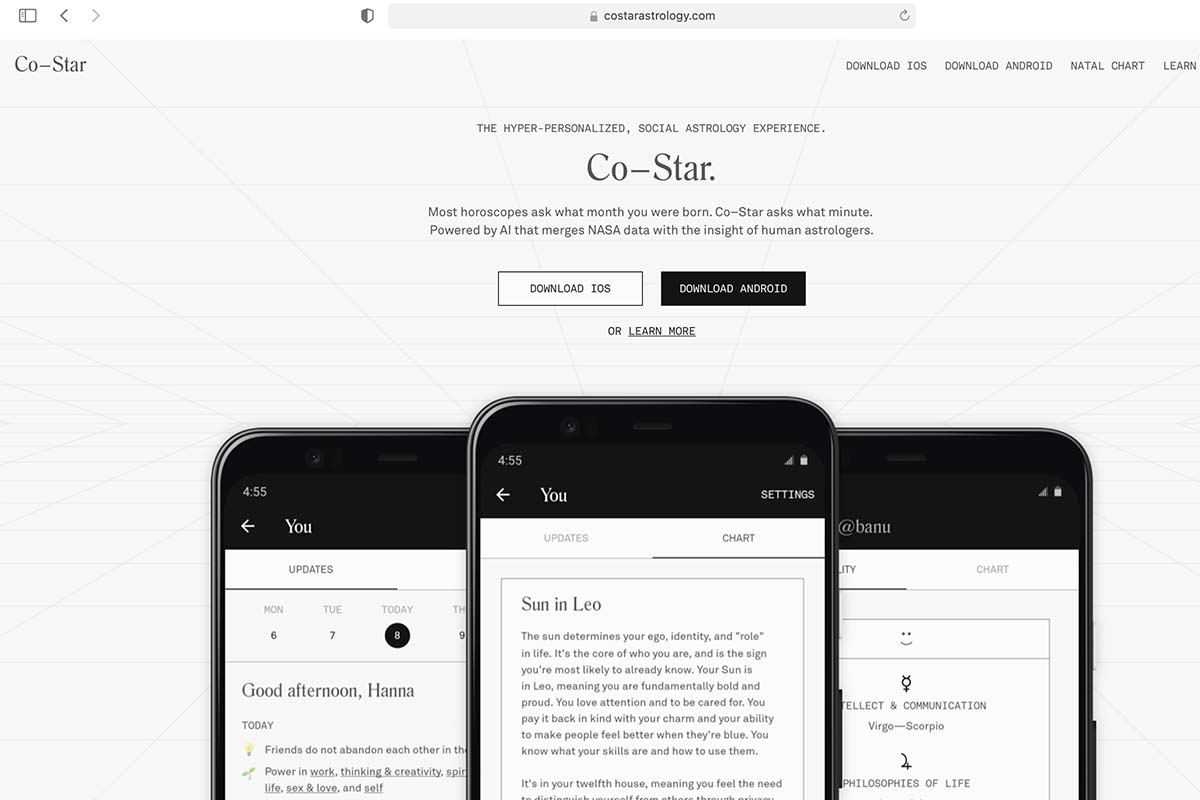 costarastrology.com
Co—Star
DOWNLOAD IOS DOWNLOAD ANDROID NATAL CHART LEARN
THE HYPER-PERSONALIZED, SOCIAL ASTROLOGY EXPERIENCE.
Co—Star.
Most horoscopes ask what month you were born. Co—Star asks what minute.
Powered by AI that merges NASA data with the insight of human astrologers.
DOWNLOAD IOS
DOWNLOAD ANDROID
OR LEARN MORE
4:55
You
UPDATES
MON TUE TODAY TH
6 7 8 9
Good afternoon, Hanna
TODAY
Friends do not abandon each other in the
Power in work, thinking & creativity, spir
life, sex & love, and self
4:55
You
SETTINGS
UPDATES
CHART
Sun in Leo
The sun determines your ego, identity, and "role"
in life. It's the core of who you are, and is the sign
you're most likely to already know. Your Sun is
in Leo, meaning you are fundamentally bold and
proud. You love attention and to be cared for. You
pay it back in kind with your charm and your ability
to make people feel better when they're blue. You
know what your skills are and how to use them.
It's in your twelfth house, meaning you feel the need
to distinguish yourself from others through privacy
@banu
LITY
CHART
TELLECT & COMMUNICATION
Virgo—Scorpio
PHILOSOPHIES OF LIFE